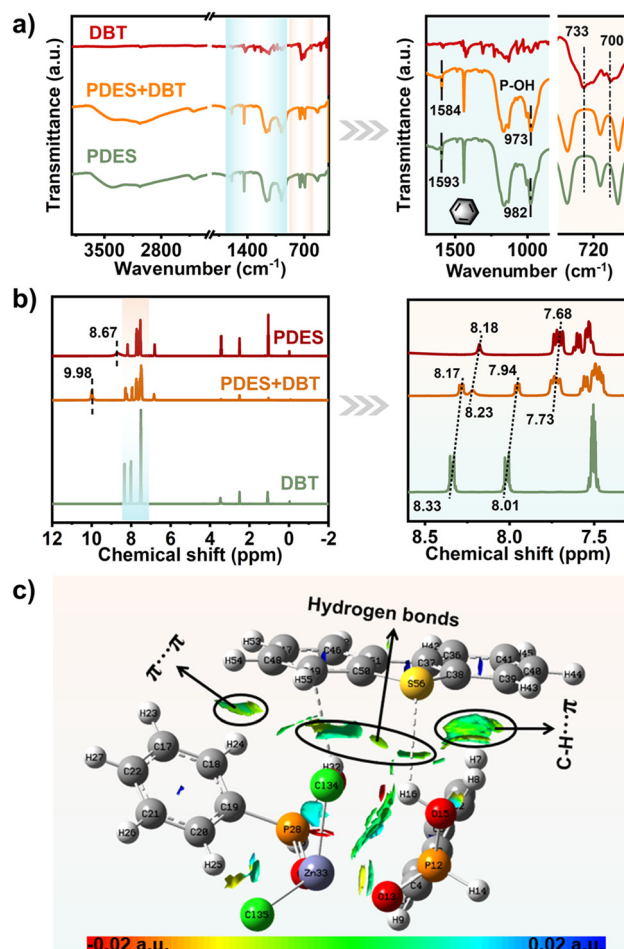 a)
DBT
PDES+DBT
PDES
Transmittance (a.u.)
3500
2800
1400
700
Wavenumber (cm⁻¹)
Transmittance (a.u.)
733
700
P-OH
1584
973
1593
982
1500
1000
720
Wavenumber (cm⁻¹)
b)
8.67
PDES
9.98
PDES+DBT
DBT
12
10
8
6
4
2
0
-2
Chemical shift (ppm)
7.68
8.18
8.17
7.94
8.23
7.73
8.33
8.01
8.5
8.0
7.5
Chemical shift (ppm)
c)
Hydrogen bonds
π···π
C-H···π
H53
C46
H42
C36
H54
C48
C37
C41
H45
C40
H44
H55
C50
S56
C38
C39
H43
H23
C17
H24
H27
C22
C18
H7
H8
H32
Cl34
H16
O15
C21
C19
C20
P28
H26
H25
Zn33
P12
C4
O13
H14
Cl35
H9
-0.02 a.u.
0.02 a.u.